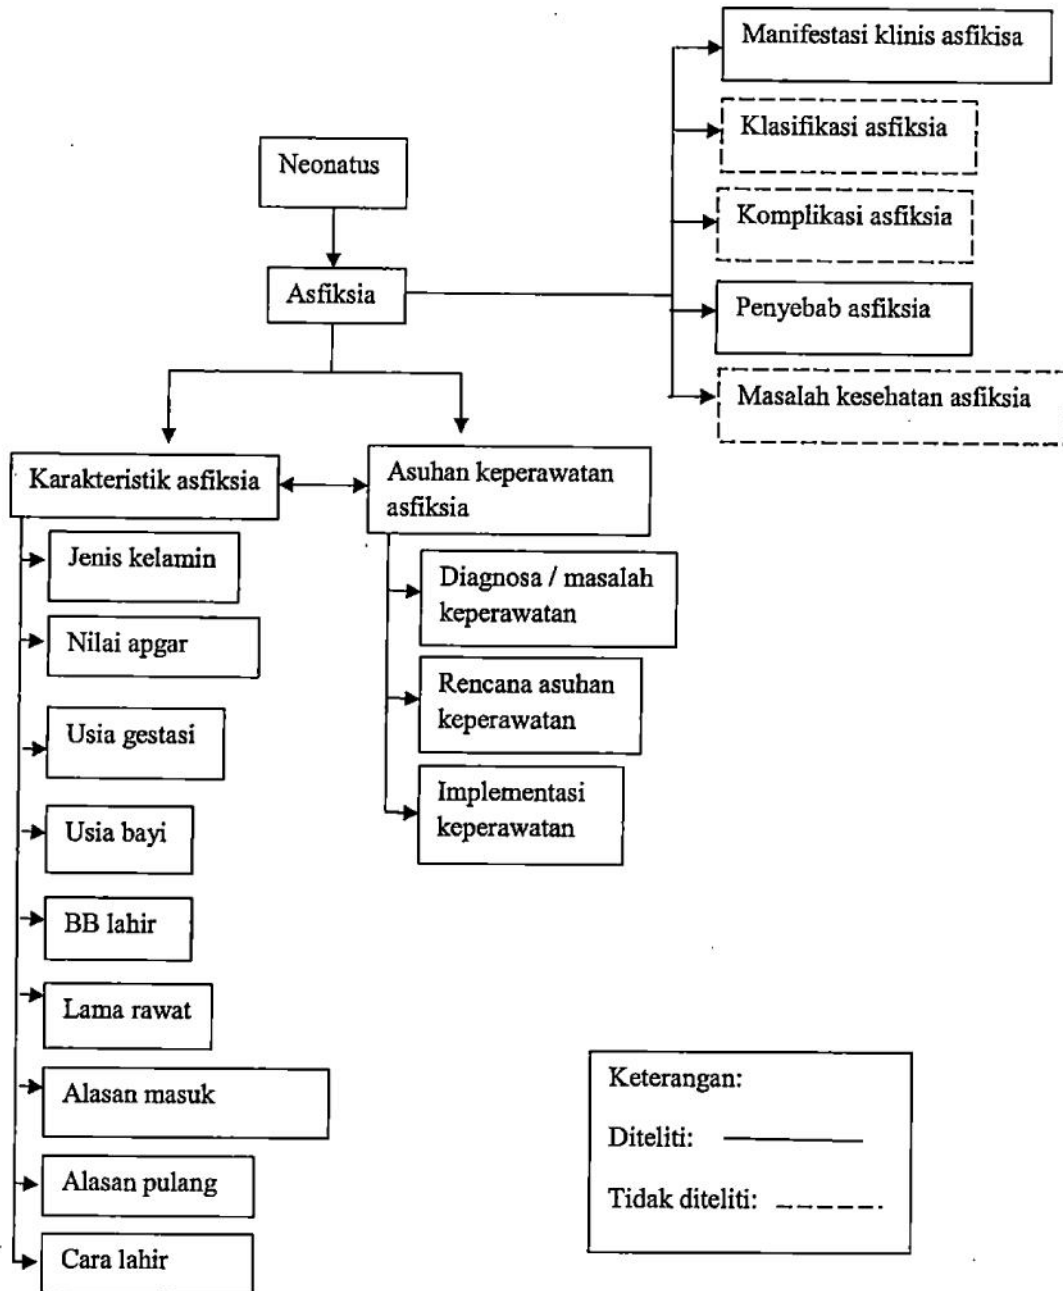 Manifestasi klinis asfikisa
Klasifikasi asfiksia
Neonatus
Komplikasi asfiksia
Asfiksia
Penyebab asfiksia
Masalah kesehatan asfiksia
Karakteristik asfiksia
Asuhan keperawatan
asfiksia
Jenis kelamin
Nilai apgar
Usia gestasi
Usia bayi
BB lahir
Lama rawat
Alasan masuk
Alasan pulang
Cara lahir
Diagnosa / masalah
keperawatan
Rencana asuhan
keperawatan
Implementasi
keperawatan
Keterangan:
Diteliti:
Tidak diteliti: